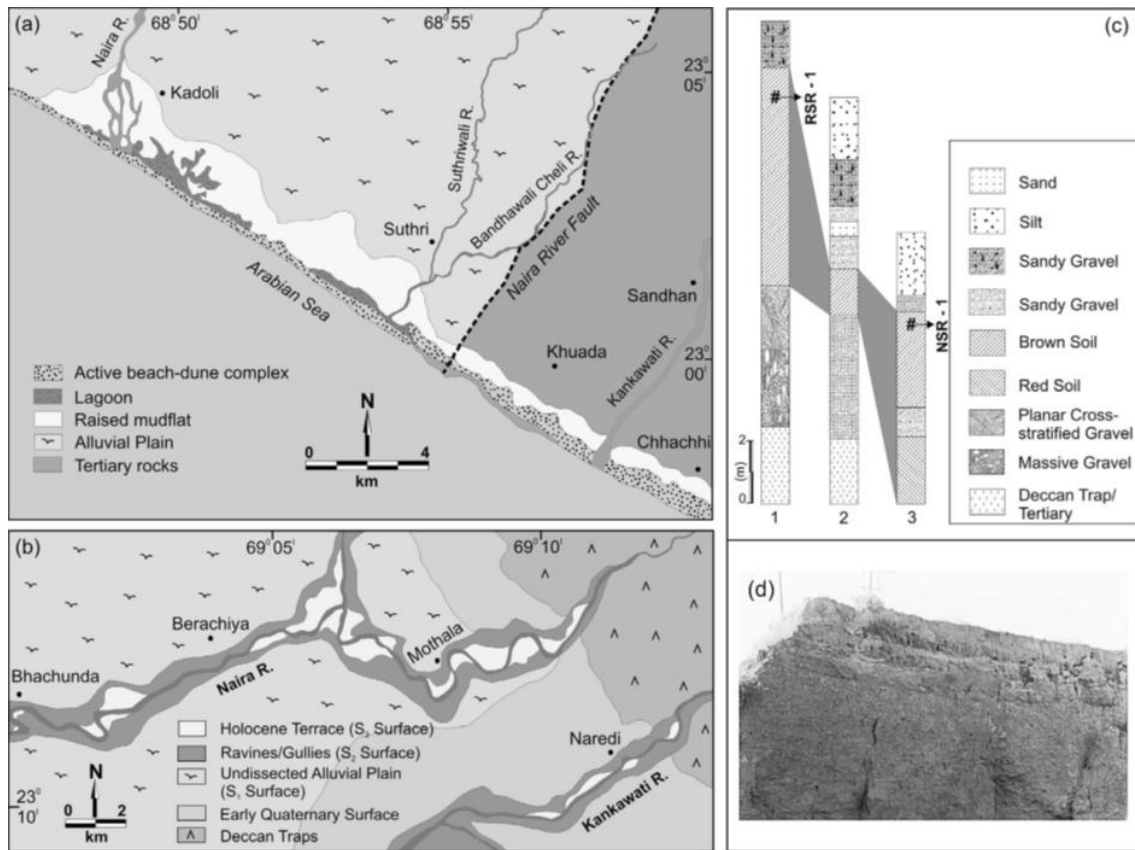 (a)
68° 50'
68° 55'
Naira R.
Kadoli
23°
05'
Suthriwali R.
Bandhawali Cheli R.
Suthri
Naira River Fault
Arabian Sea
Sandhan
Khuada
23°
00'
Kankawati R.
Chhachhi
Active beach-dune complex
Lagoon
Raised mudflat
Alluvial Plain
Tertiary rocks
N
0 4
km
(b)
69° 05'
69° 10'
Berachiya
Mothala
Bhachunda
Naira R.
Holocene Terrace (S₃ Surface)
Ravines/Gullies (S₂ Surface)
Undissected Alluvial Plain
(S₁ Surface)
Early Quaternary Surface
Deccan Traps
Naredi
Kankawati R.
23°
10'
N
0 2
km
(c)
# RSR - 1
# NSR - 1
2
(m)
0
1 2 3
Sand
Silt
Sandy Gravel
Sandy Gravel
Brown Soil
Red Soil
Planar Cross-
stratified Gravel
Massive Gravel
Deccan Trap/
Tertiary
(d)